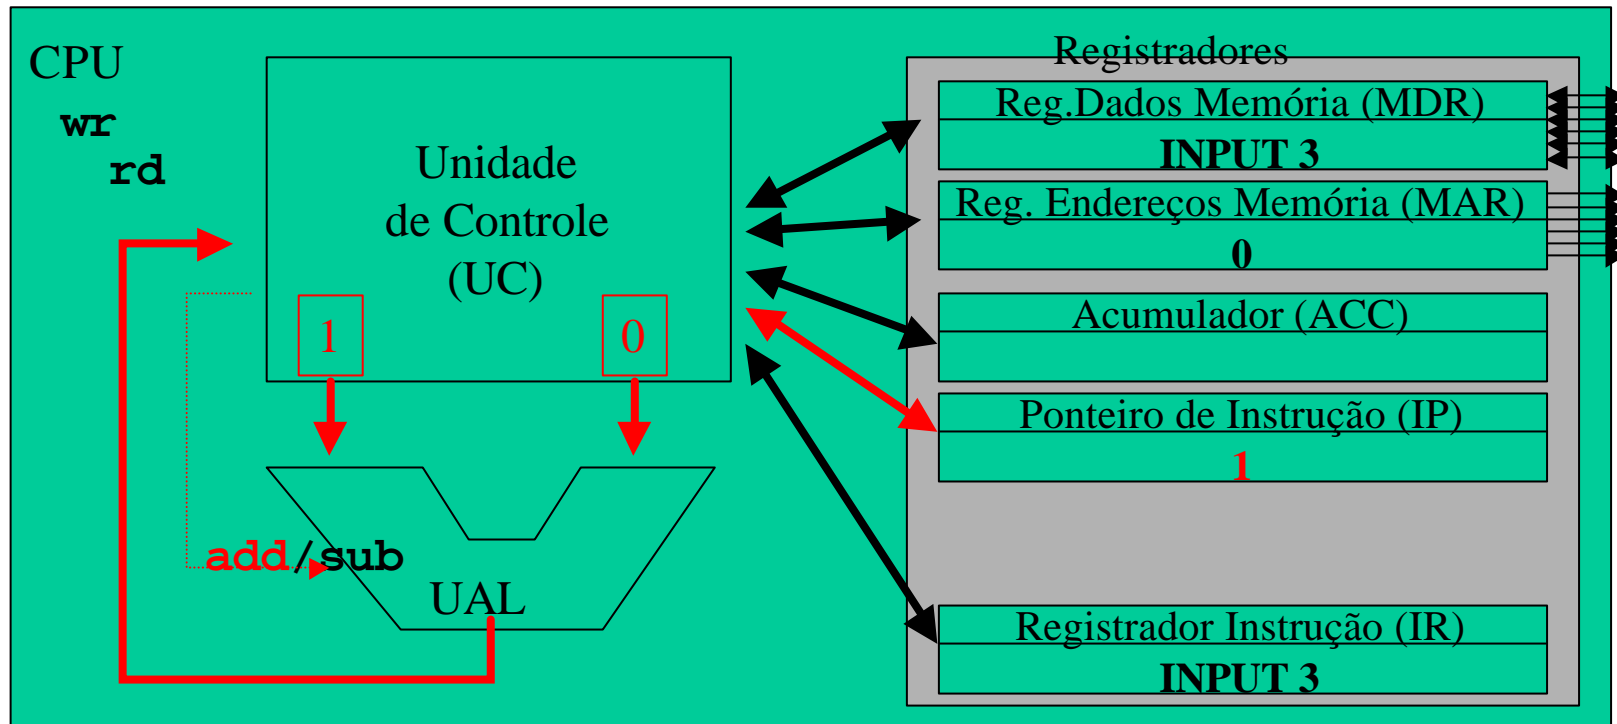 CPU
wr
rd
Unidade
de Controle
(UC)
1
0
add/sub
UAL
Registradores
Reg.Dados Memória (MDR)
INPUT 3
Reg. Endereços Memória (MAR)
0
Acumulador (ACC)
Ponteiro de Instrução (IP)
1
Registrador Instrução (IR)
INPUT 3